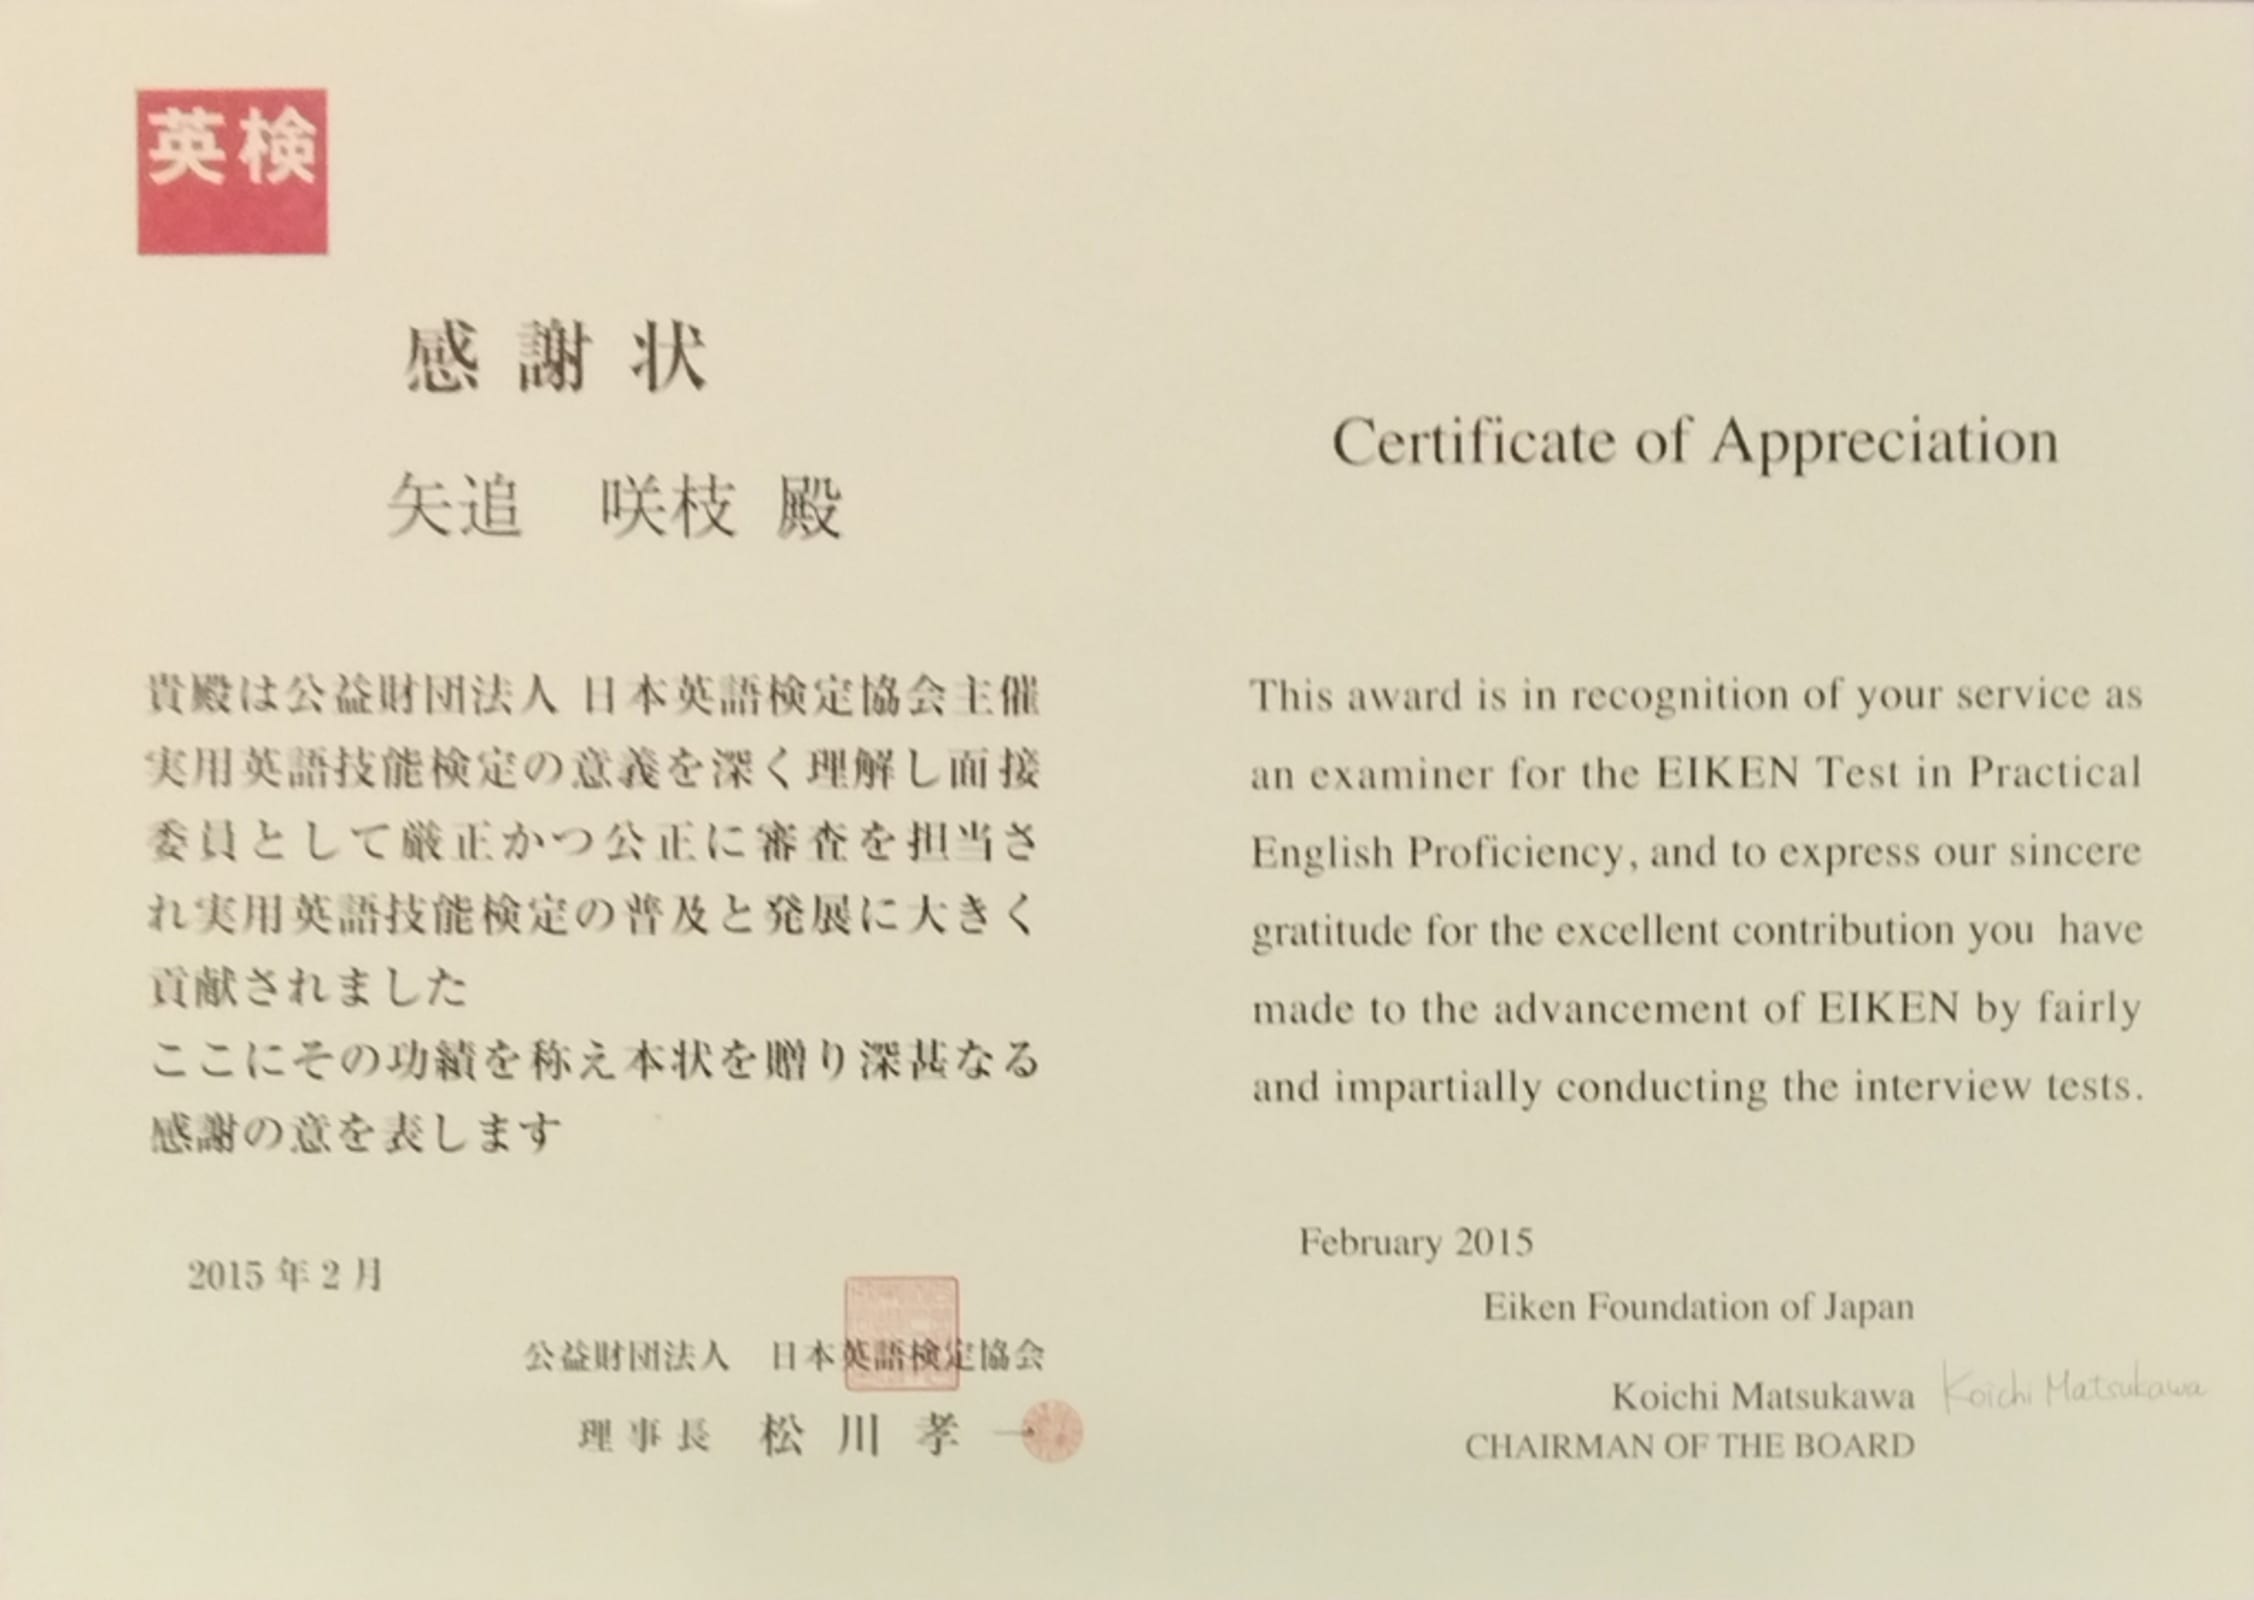 英検
感謝状
矢追 咲枝 殿
貴殿は公益財団法人 日本英語検定協会主催
実用英語技能検定の意義を深く理解し面接
委員として厳正かつ公正に審査を担当さ
れ実用英語技能検定の普及と発展に大きく
貢献されました
ここにその功績を称え本状を贈り深甚なる
感謝の意を表します
2015年2月
公益財団法人 日本英語検定協会
理事長 松川孝一
Certificate of Appreciation
This award is in recognition of your service as
an examiner for the EIKEN Test in Practical
English Proficiency, and to express our sincere
gratitude for the excellent contribution you have
made to the advancement of EIKEN by fairly
and impartially conducting the interview tests.
February 2015
Eiken Foundation of Japan
Koichi Matsukawa Koichi Matsukawa
CHAIRMAN OF THE BOARD